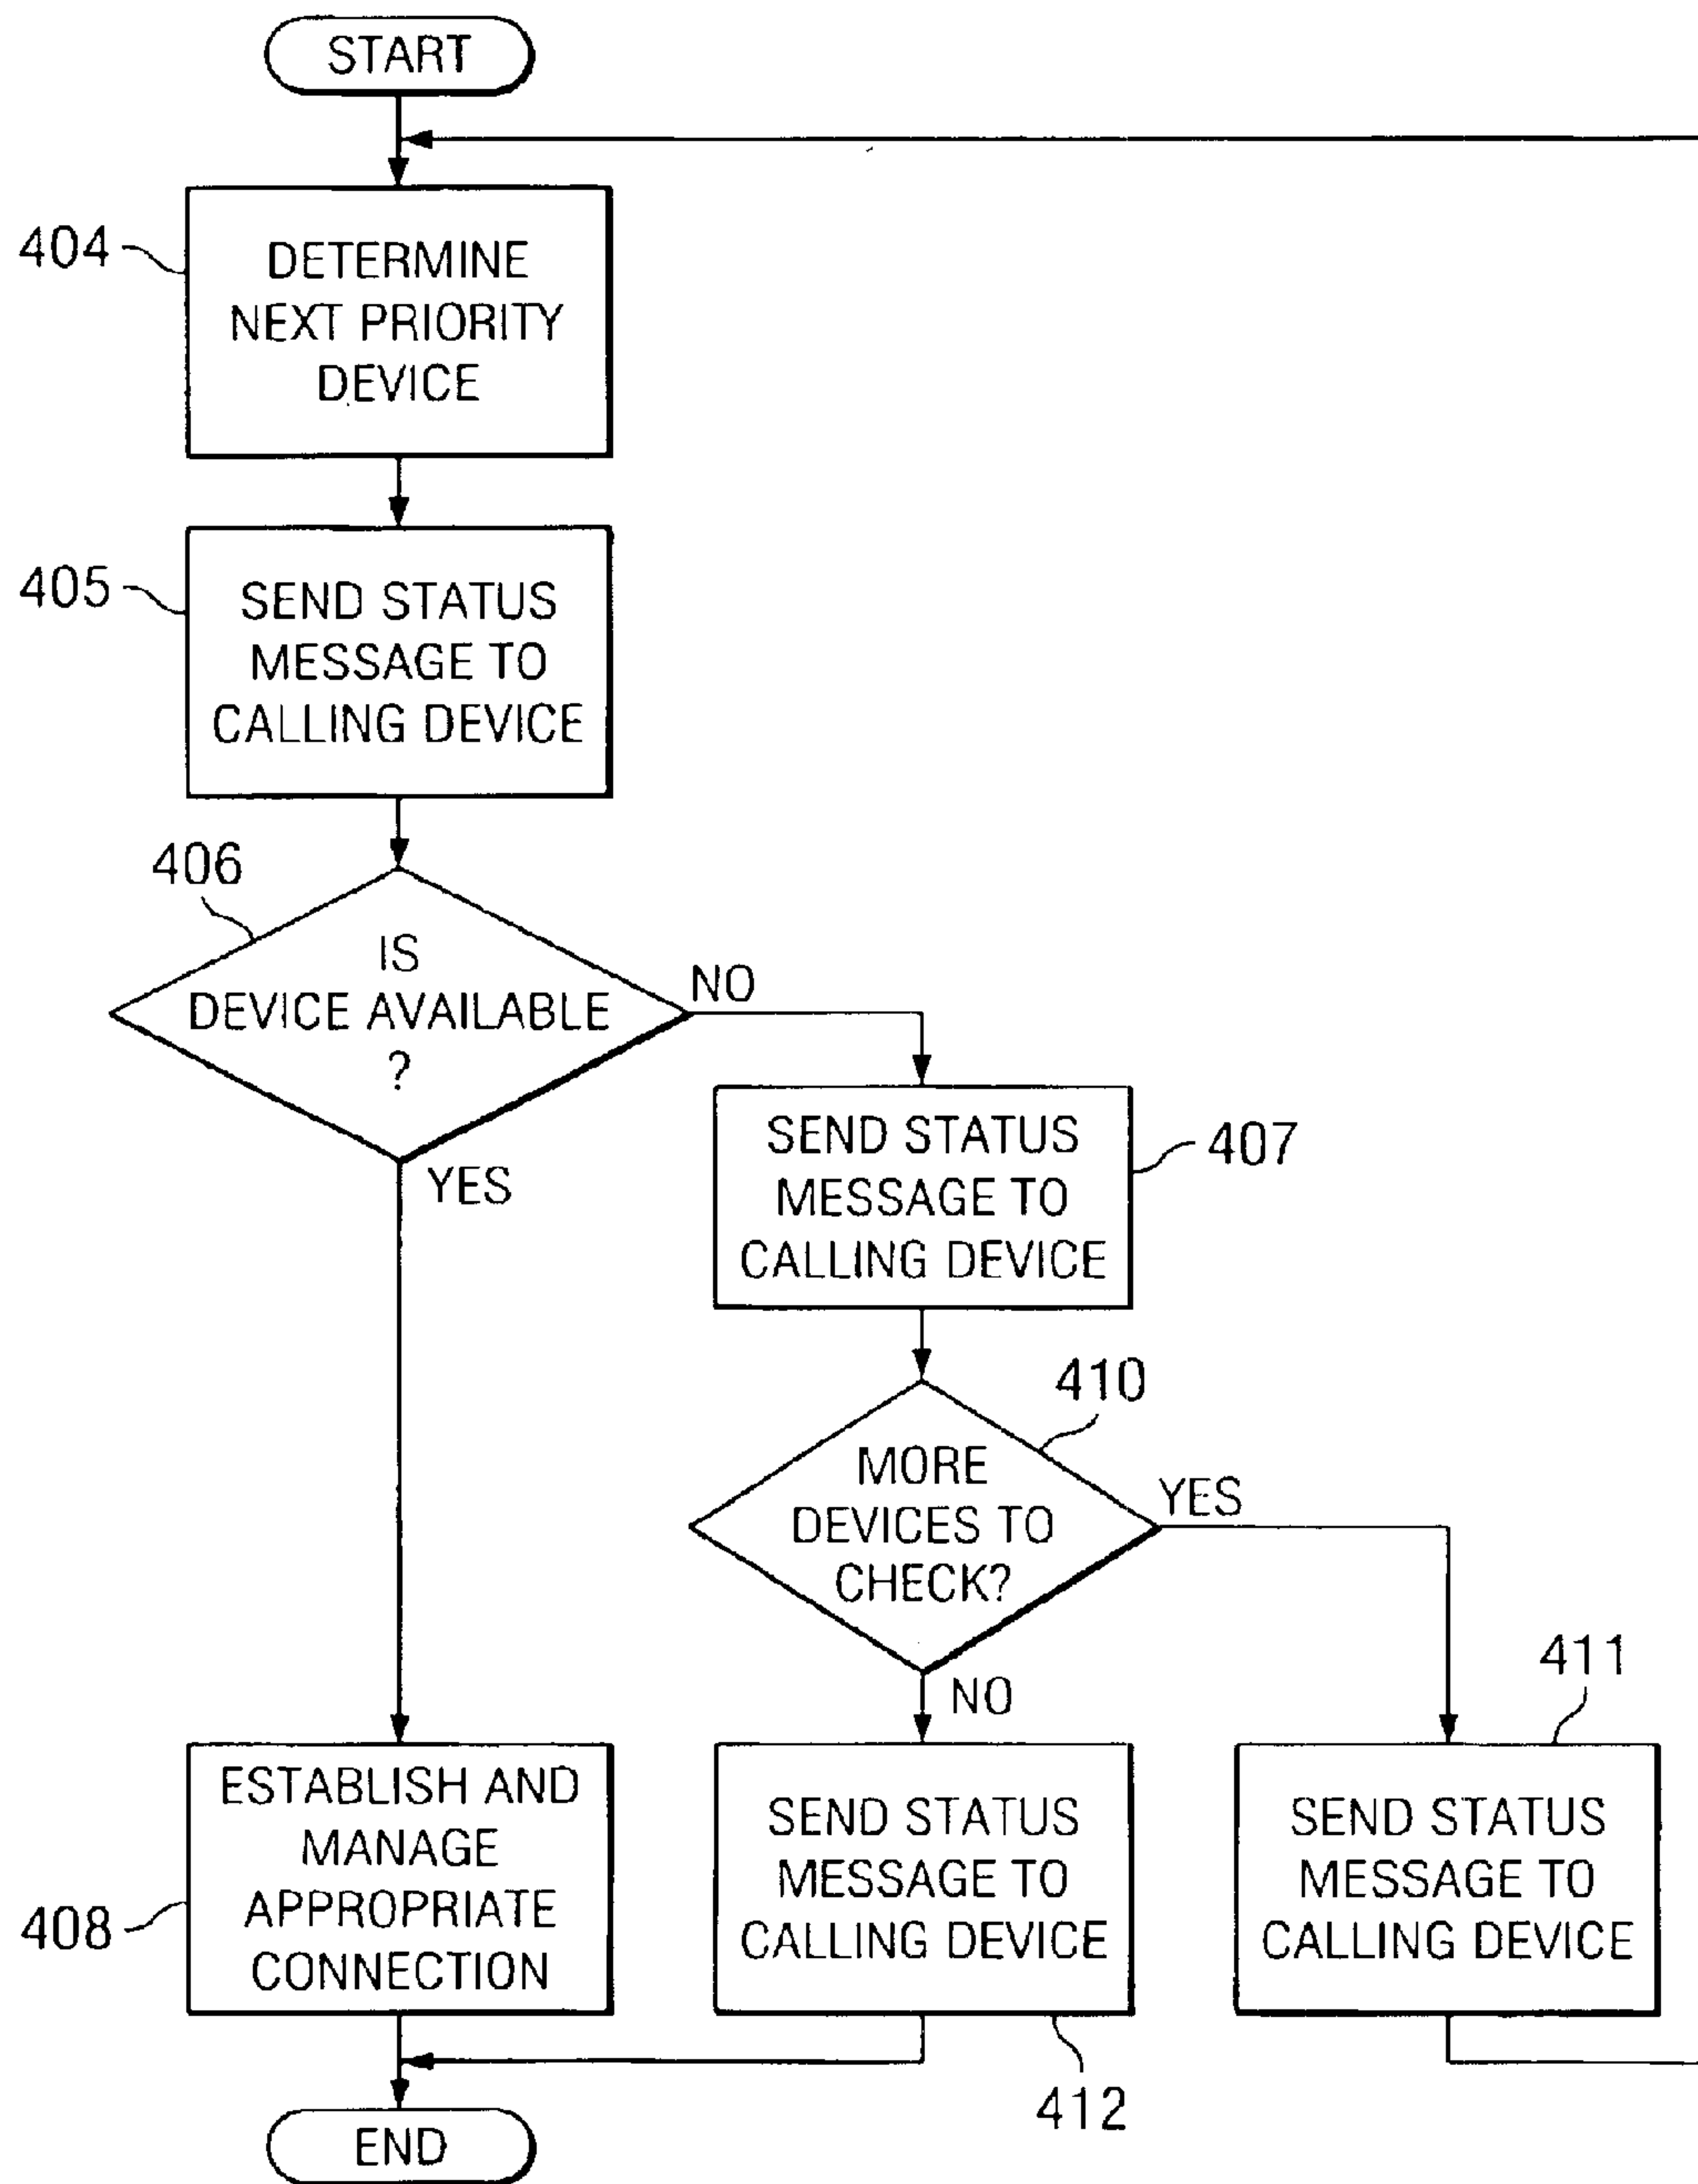 START
404
DETERMINE
NEXT PRIORITY
DEVICE
405
SEND STATUS
MESSAGE TO
CALLING DEVICE
406
IS
DEVICE AVAILABLE
?
NO
YES
SEND STATUS
MESSAGE TO
CALLING DEVICE
407
410
MORE
DEVICES TO
CHECK?
YES
NO
411
408
ESTABLISH AND
MANAGE
APPROPRIATE
CONNECTION
SEND STATUS
MESSAGE TO
CALLING DEVICE
SEND STATUS
MESSAGE TO
CALLING DEVICE
412
END